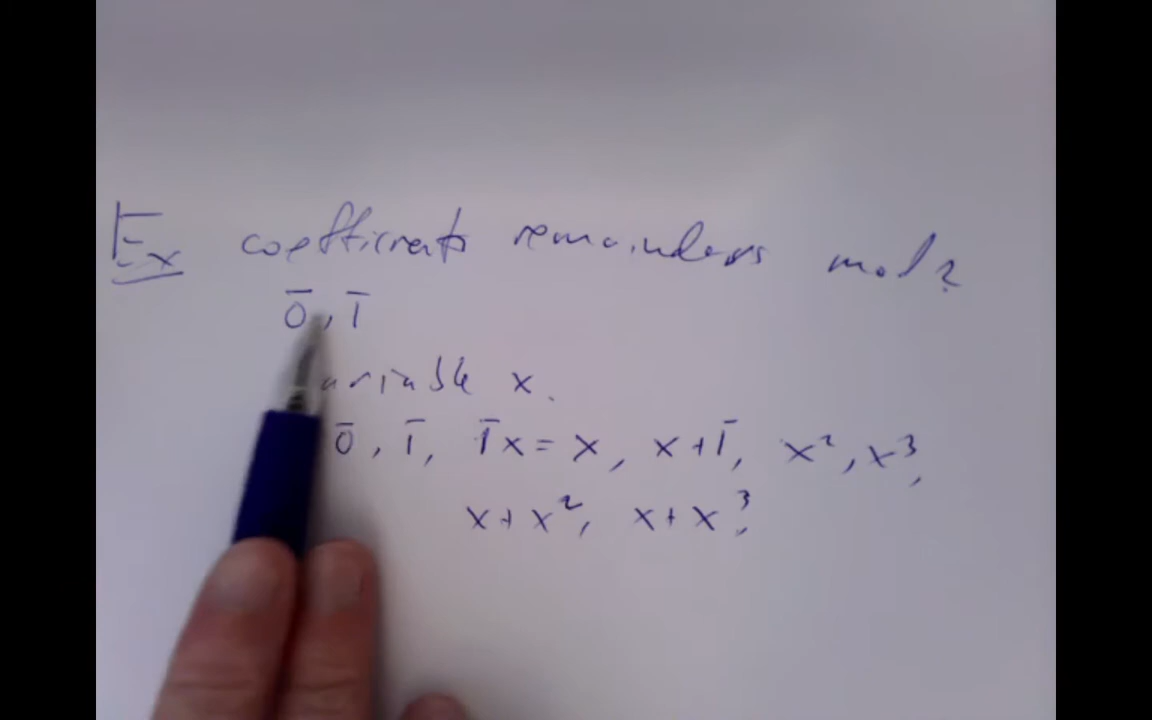 Ex coefficients remainders mod 2
0̅, 1̅
variable x.
0̅, 1̅, 1̅x = x, x+1̅, x², x³,
x+x², x+x³,